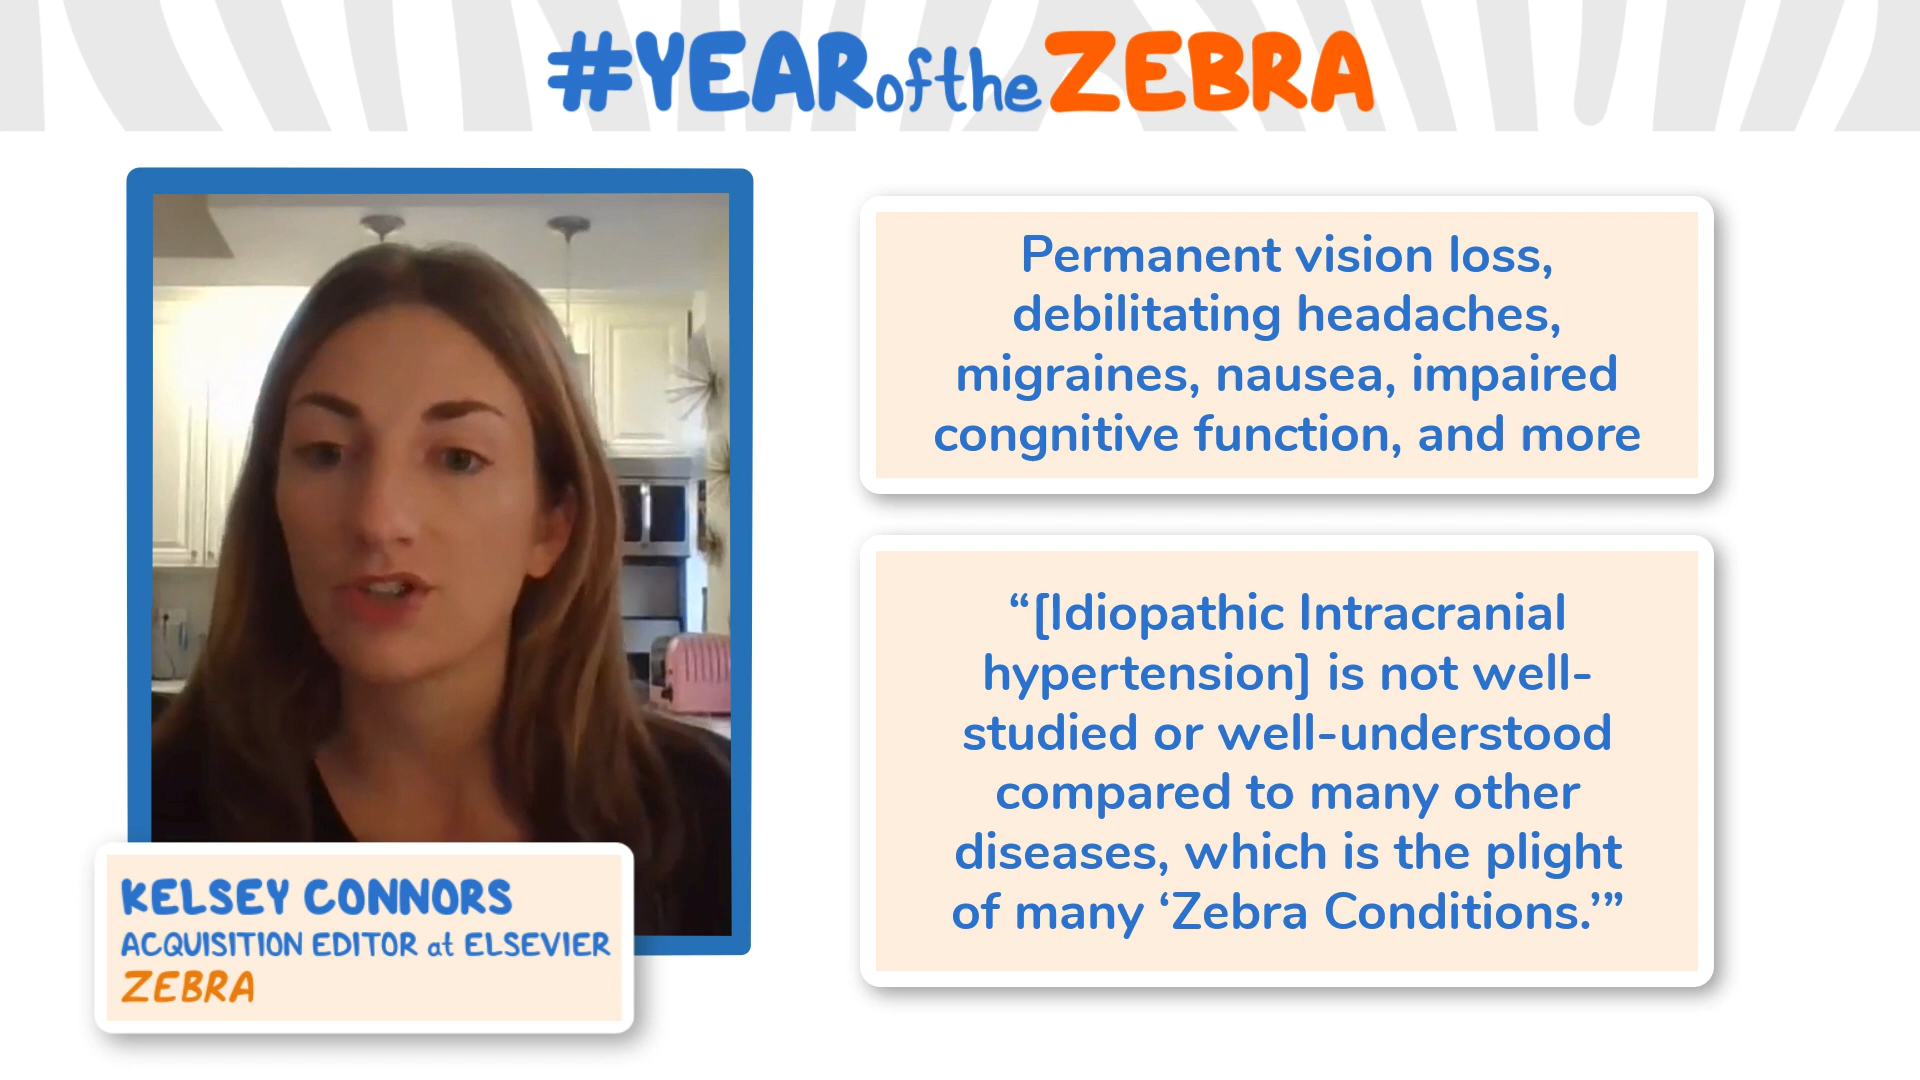 #YEARoftheZEBRA
Permanent vision loss,
debilitating headaches,
migraines, nausea, impaired
congnitive function, and more
“[Idiopathic Intracranial
hypertension] is not well-
studied or well-understood
compared to many other
diseases, which is the plight
of many ‘Zebra Conditions.’”
KELSEY CONNORS
ACQUISITION EDITOR at ELSEVIER
ZEBRA